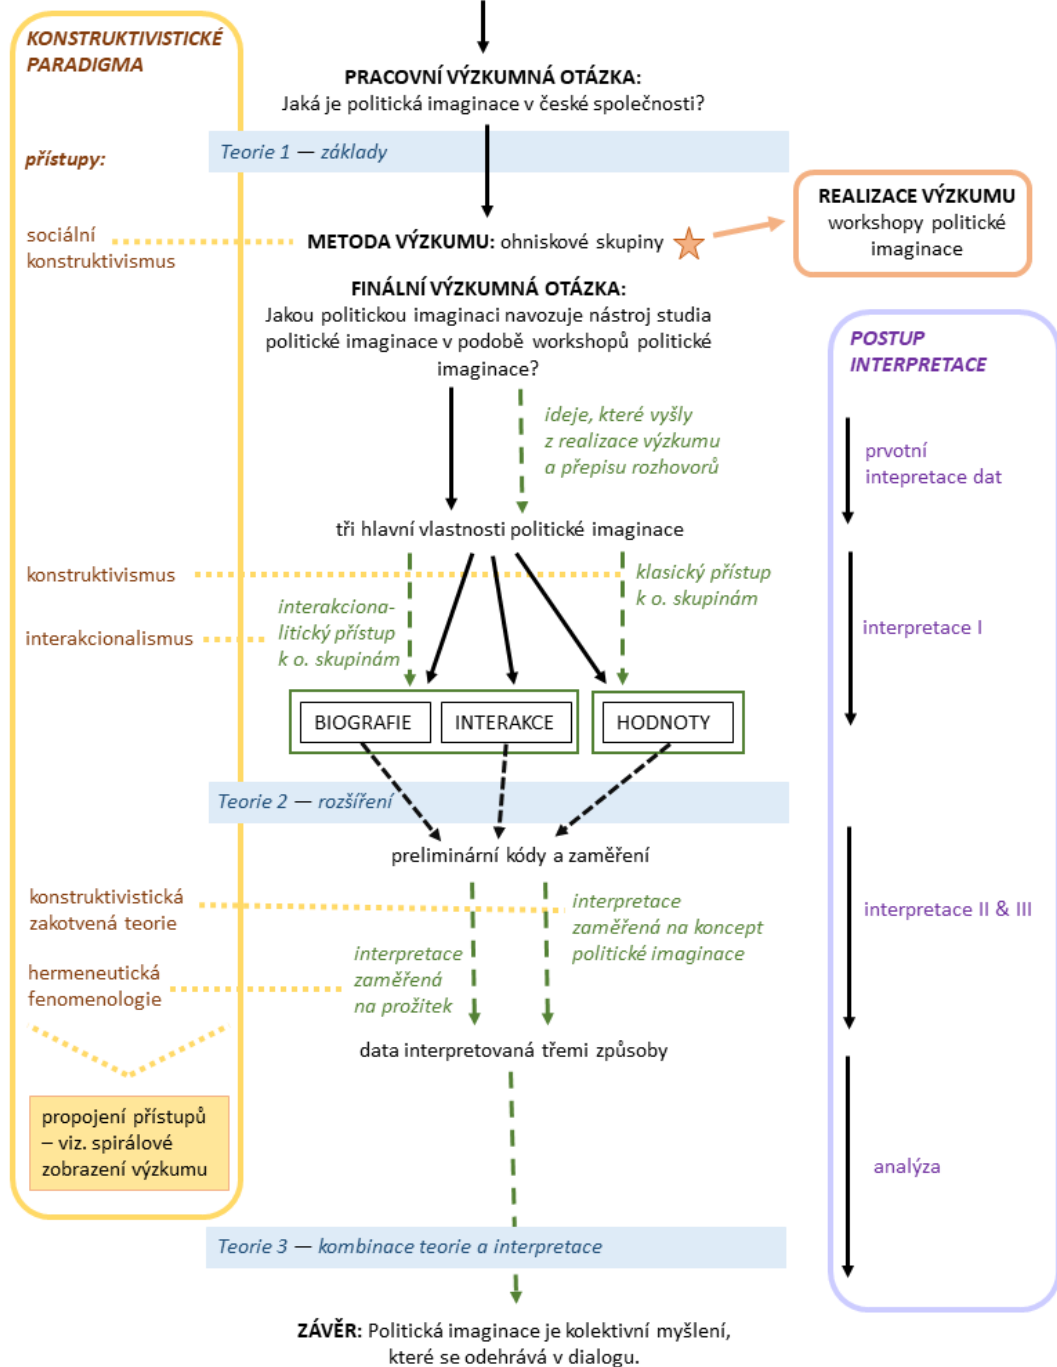 KONSTRUKTIVISTICKÉ
PARADIGMA
PRACOVNÍ VÝZKUMNÁ OTÁZKA:
Jaká je politická imaginace v české společnosti?
přístupy:
Teorie 1 — základy
REALIZACE VÝZKUMU
workshopy politické
imaginace
sociální
konstruktivismus
METODA VÝZKUMU: ohniskové skupiny
FINÁLNÍ VÝZKUMNÁ OTÁZKA:
Jakou politickou imaginaci navozuje nástroj studia
politické imaginace v podobě workshopů politické
imaginace?
POSTUP
INTERPRETACE
ideje, které vyšly
z realizace výzkumu
a přepisu rozhovorů
prvotní
intepretace dat
tři hlavní vlastnosti politické imaginace
konstruktivismus
klasický přístup
k o. skupinám
interakcionalismus
interakciona-
litický přístup
k o. skupinám
interpretace I
BIOGRAFIE
INTERAKCE
HODNOTY
Teorie 2 — rozšíření
preliminární kódy a zaměření
konstruktivistická
zakotvená teorie
interpretace
zaměřená na koncept
politické imaginace
interpretace II & III
hermeneutická
fenomenologie
interpretace
zaměřená
na prožitek
data interpretovaná třemi způsoby
propojení přístupů
– viz. spirálové
zobrazení výzkumu
analýza
Teorie 3 — kombinace teorie a interpretace
ZÁVĚR: Politická imaginace je kolektivní myšlení,
které se odehrává v dialogu.